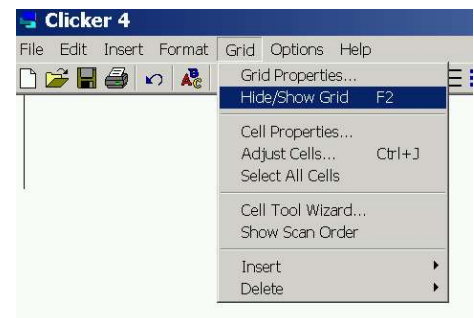 Clicker 4
File Edit Insert Format Grid Options Help
Grid Properties...
Hide/Show Grid F2
Cell Properties...
Adjust Cells... Ctrl+J
Select All Cells
Cell Tool Wizard...
Show Scan Order
Insert
Delete